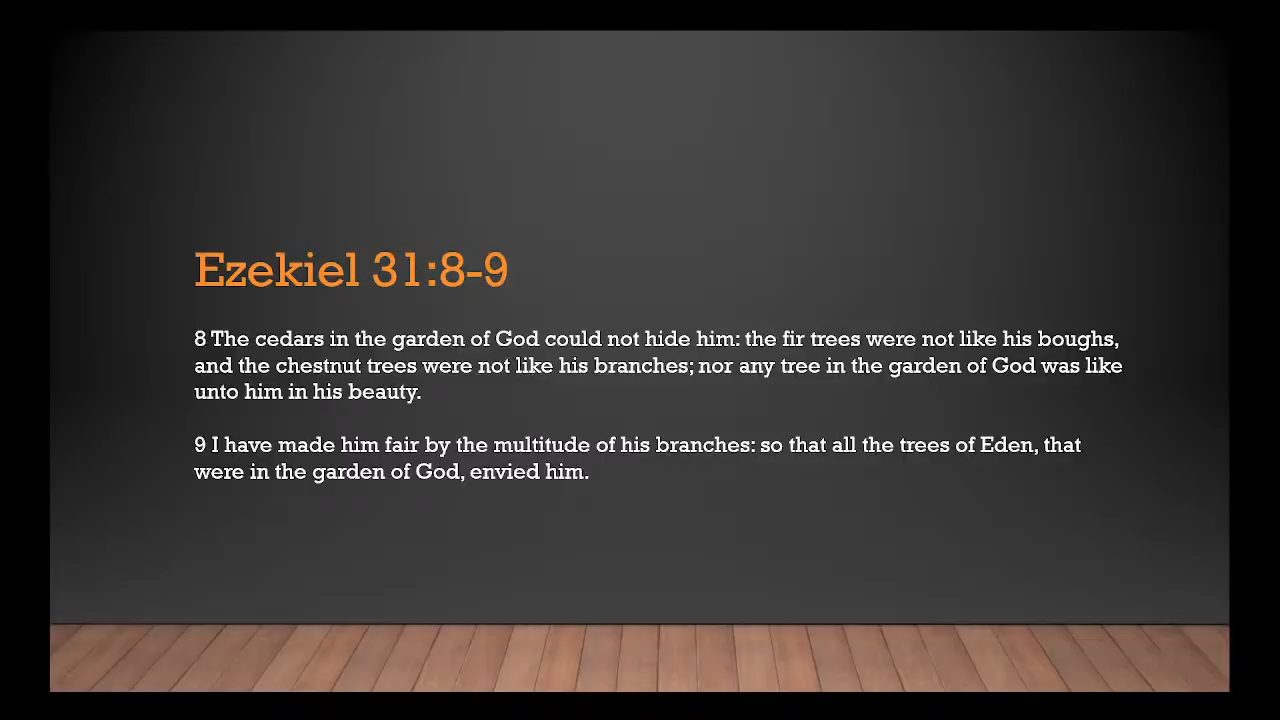 Ezekiel 31:8-9
8 The cedars in the garden of God could not hide him: the fir trees were not like his boughs,
and the chestnut trees were not like his branches; nor any tree in the garden of God was like
unto him in his beauty.
9 I have made him fair by the multitude of his branches: so that all the trees of Eden, that
were in the garden of God, envied him.